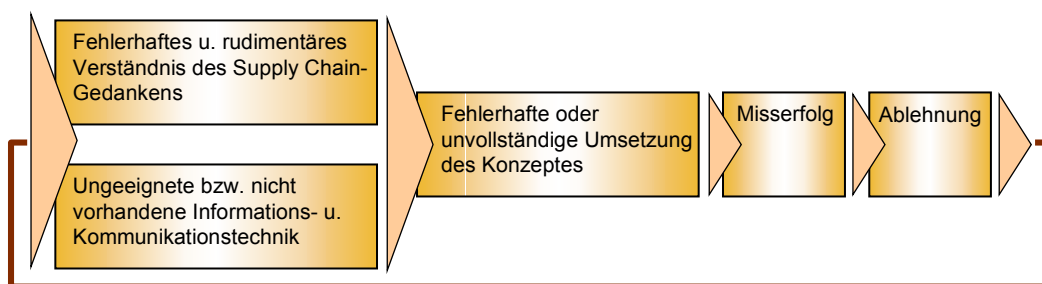 Fehlerhaftes u. rudimentäres
Verständnis des Supply Chain-
Gedankens
Ungeeignete bzw. nicht
vorhandene Informations- u.
Kommunikationstechnik
Fehlerhafte oder
unvollständige Umsetzung
des Konzeptes
Misserfolg
Ablehnung